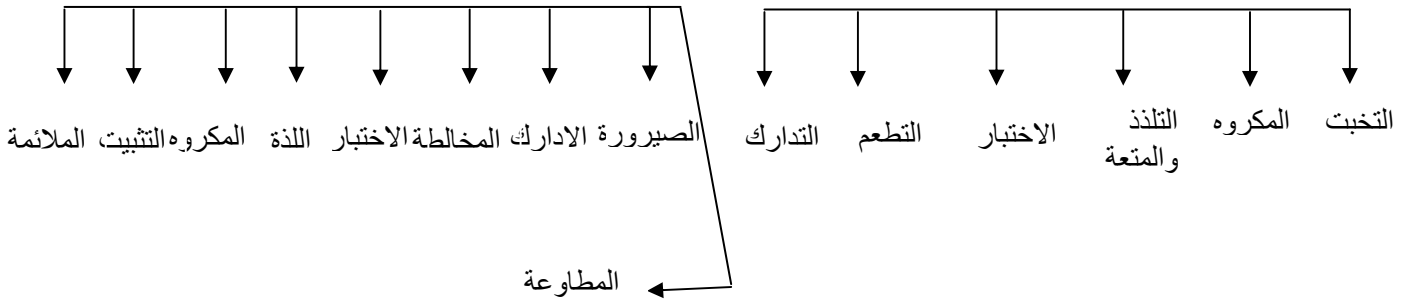 التخبت
المكروه
التلذذ
والمتعة
الاختبار
التطعم
التدارك
الصيرورة
الادارك
المخالطة
الاختبار
اللذة
المكروه
التثبيت
الملائمة
المطاوعة